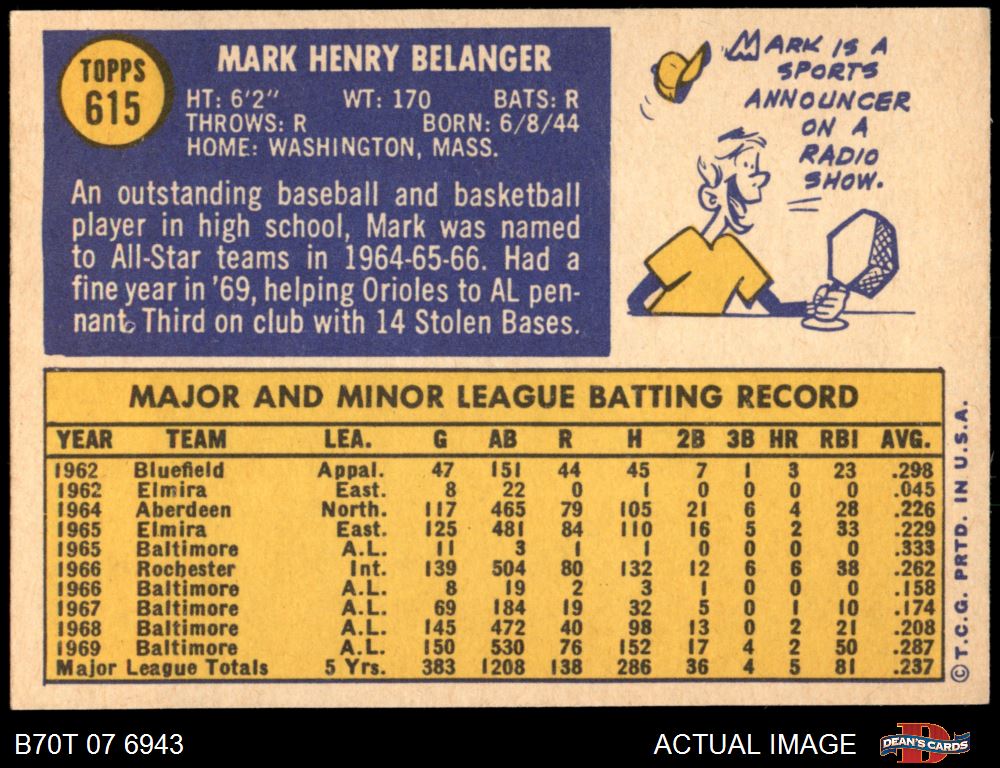 TOPPS
615
MARK HENRY BELANGER
HT: 6'2" WT: 170 BATS: R
THROWS: R BORN: 6/8/44
HOME: WASHINGTON, MASS.
An outstanding baseball and basketball
player in high school, Mark was named
to All-Star teams in 1964-65-66. Had a
fine year in '69, helping Orioles to AL pen-
nant. Third on club with 14 Stolen Bases.
MARK IS A
SPORTS
ANNOUNCER
ON A
RADIO
SHOW.
MAJOR AND MINOR LEAGUE BATTING RECORD
YEAR TEAM LEA. G AB R H 2B 3B HR RBI AVG.
1962 Bluefield Appal. 47 151 44 45 7 1 3 23 .298
1962 Elmira East. 8 22 0 1 0 0 0 0 .045
1964 Aberdeen North. 117 465 79 105 21 6 4 28 .226
1965 Elmira East. 125 481 84 110 16 5 2 33 .229
1965 Baltimore A.L. 11 3 1 1 0 0 0 0 .333
1966 Rochester Int. 139 504 80 132 12 6 6 38 .262
1966 Baltimore A.L. 8 19 2 3 1 0 0 0 .158
1967 Baltimore A.L. 69 184 19 32 5 0 1 10 .174
1968 Baltimore A.L. 145 472 40 98 13 0 2 21 .208
1969 Baltimore A.L. 150 530 76 152 17 4 2 50 .287
Major League Totals 5 Yrs. 383 1208 138 286 36 4 5 81 .237
© T.C.G. PRTD. IN U.S.A.
B70T 07 6943
ACTUAL IMAGE
DEAN'S CARDS